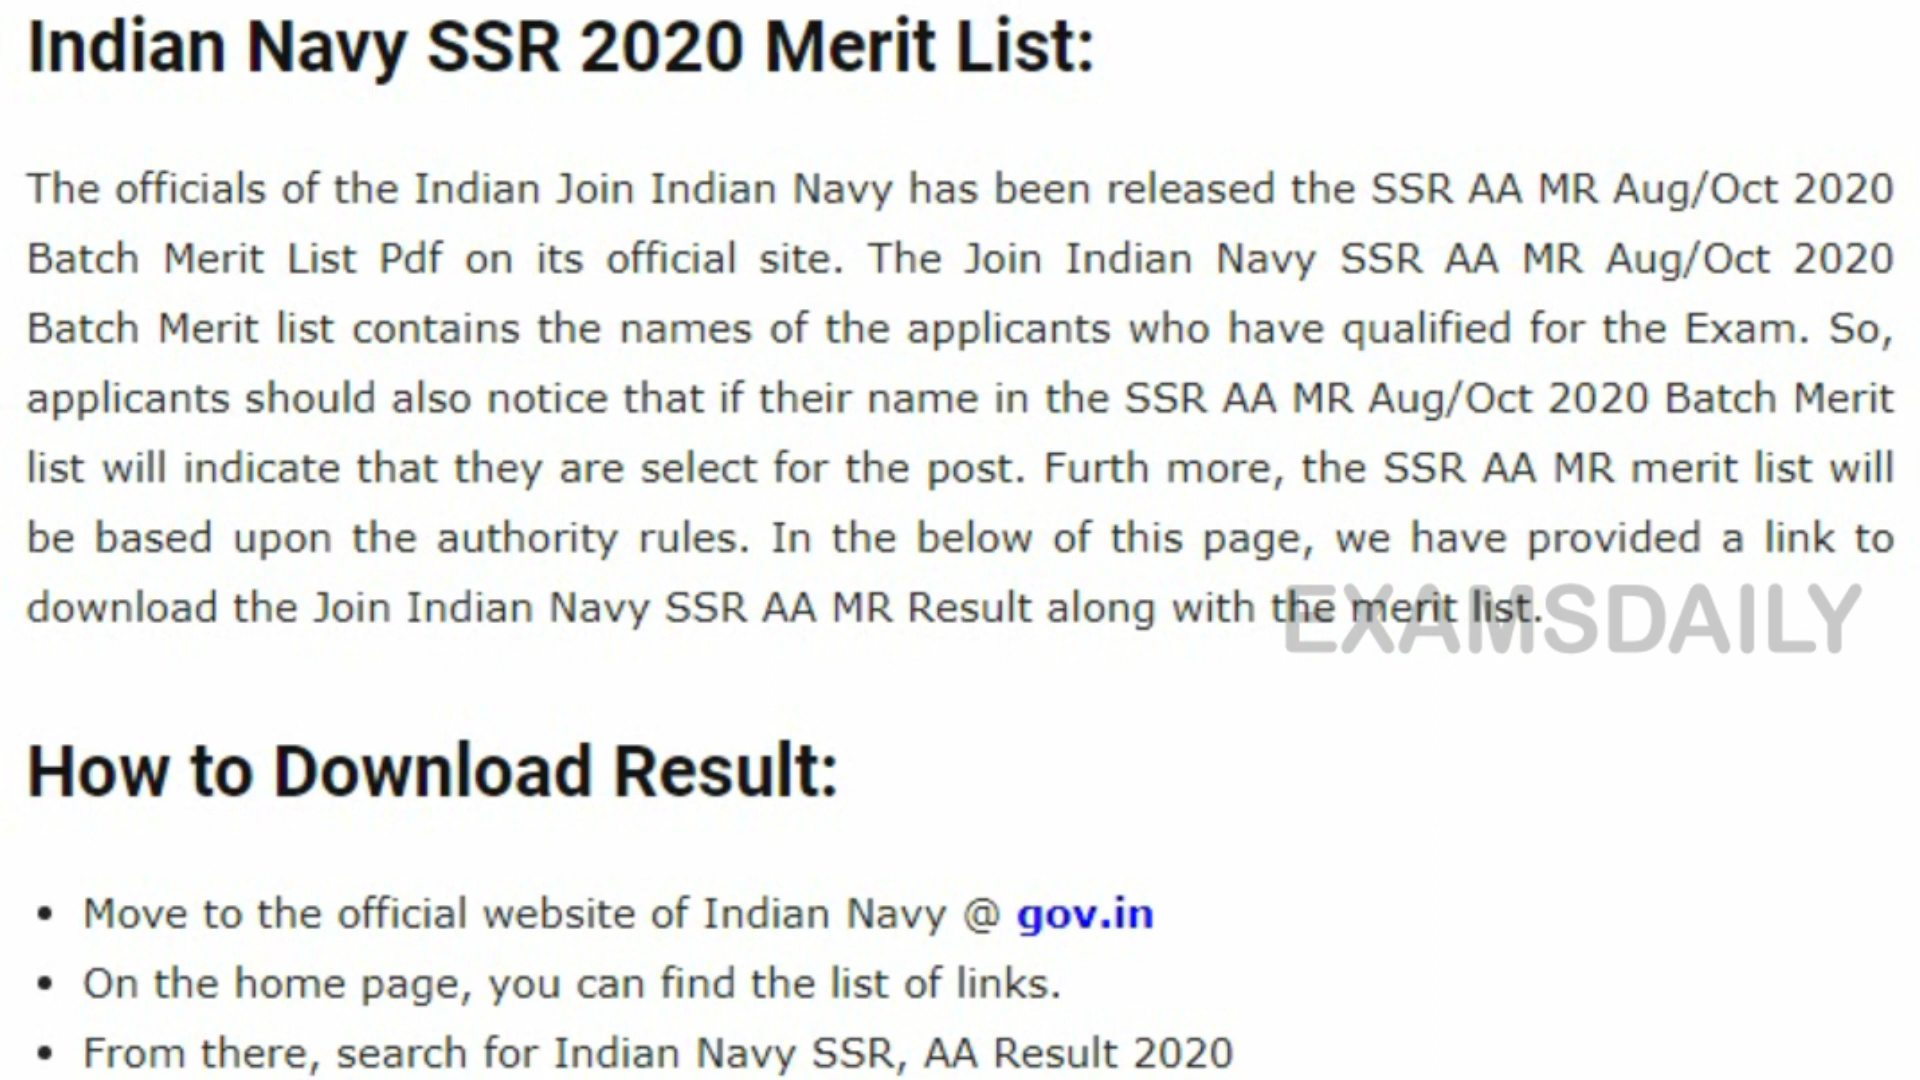 Indian Navy SSR 2020 Merit List:
The officials of the Indian Join Indian Navy has been released the SSR AA MR Aug/Oct 2020
Batch Merit List Pdf on its official site. The Join Indian Navy SSR AA MR Aug/Oct 2020
Batch Merit list contains the names of the applicants who have qualified for the Exam. So,
applicants should also notice that if their name in the SSR AA MR Aug/Oct 2020 Batch Merit
list will indicate that they are select for the post. Furth more, the SSR AA MR merit list will
be based upon the authority rules. In the below of this page, we have provided a link to
download the Join Indian Navy SSR AA MR Result along with the merit list.
EXAMSDAILY
How to Download Result:
• Move to the official website of Indian Navy @ gov.in
• On the home page, you can find the list of links.
• From there, search for Indian Navy SSR, AA Result 2020